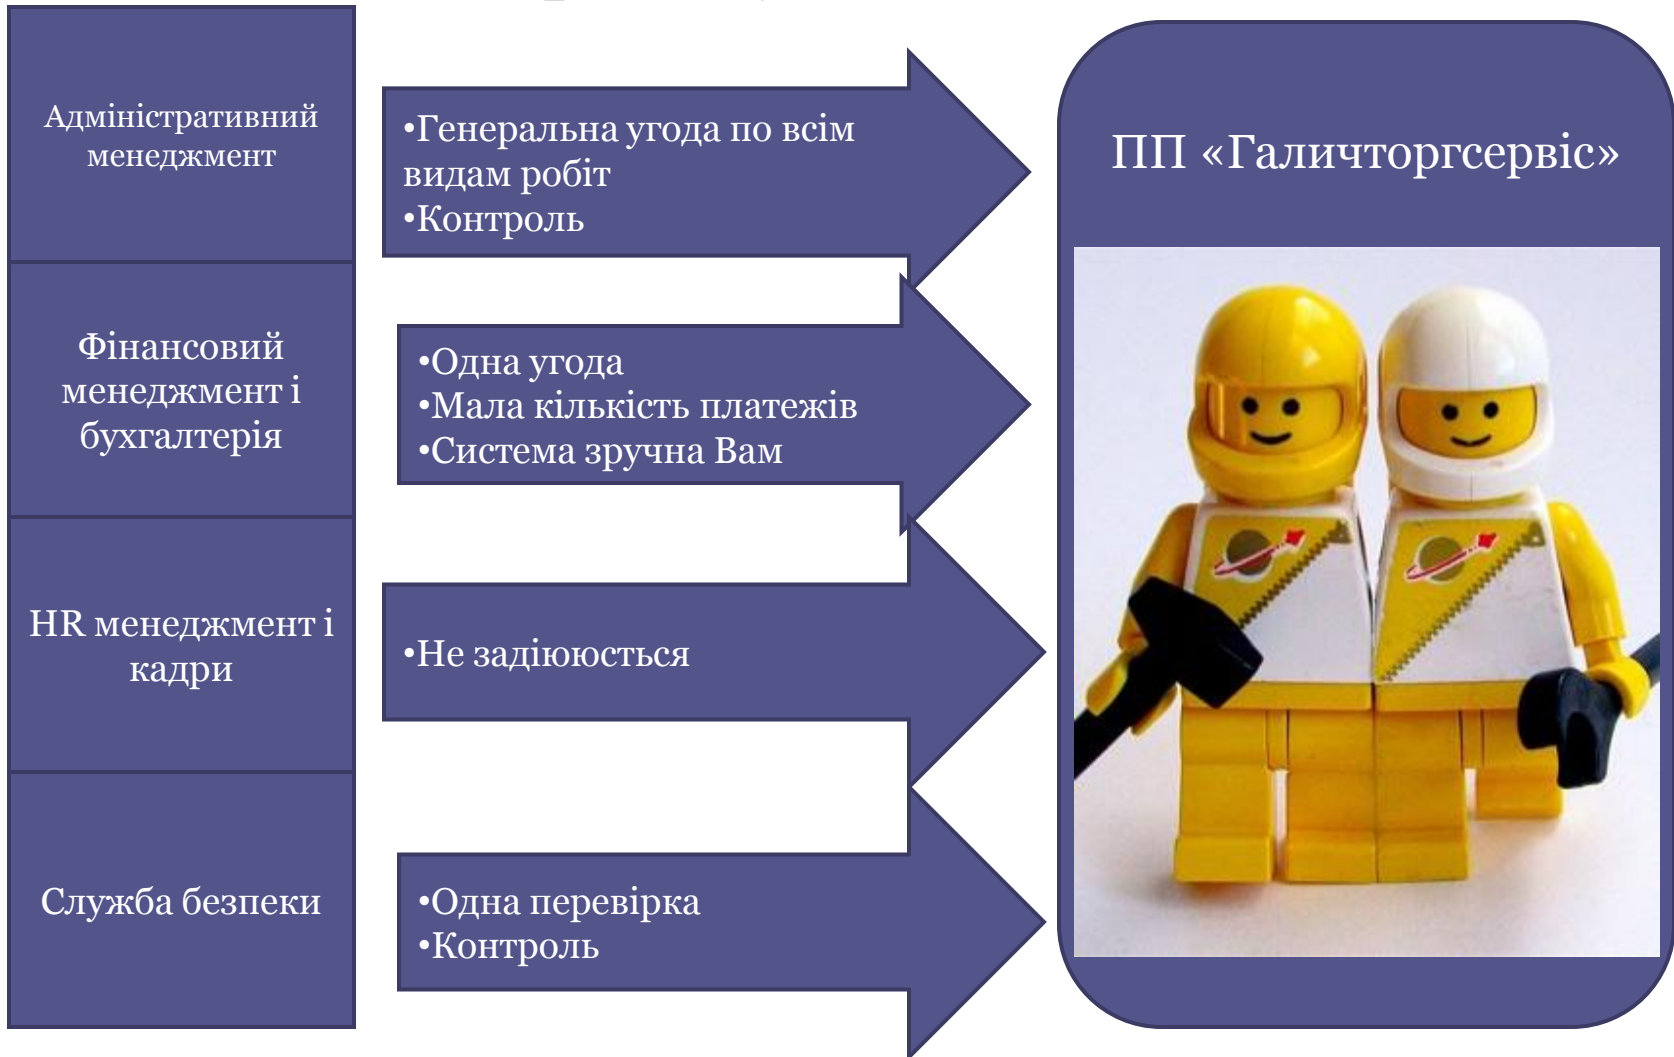 Адміністративний
менеджмент
•Генеральна угода по всім
видам робіт
•Контроль
Фінансовий
менеджмент і
бухгалтерія
•Одна угода
•Мала кількість платежів
•Система зручна Вам
HR менеджмент і
кадри
•Не задіююсться
Служба безпеки
•Одна перевірка
•Контроль
ПП «Галичторгсервіс»